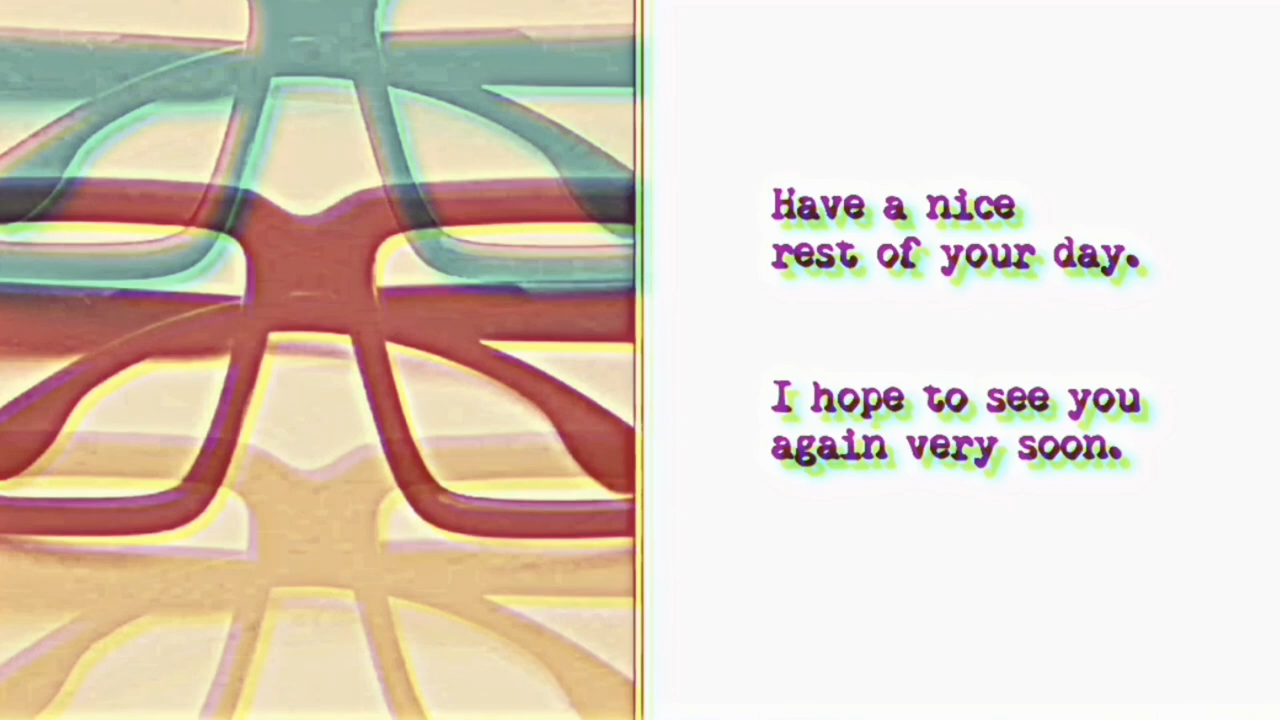 Have a nice
rest of your day.
I hope to see you
again very soon.